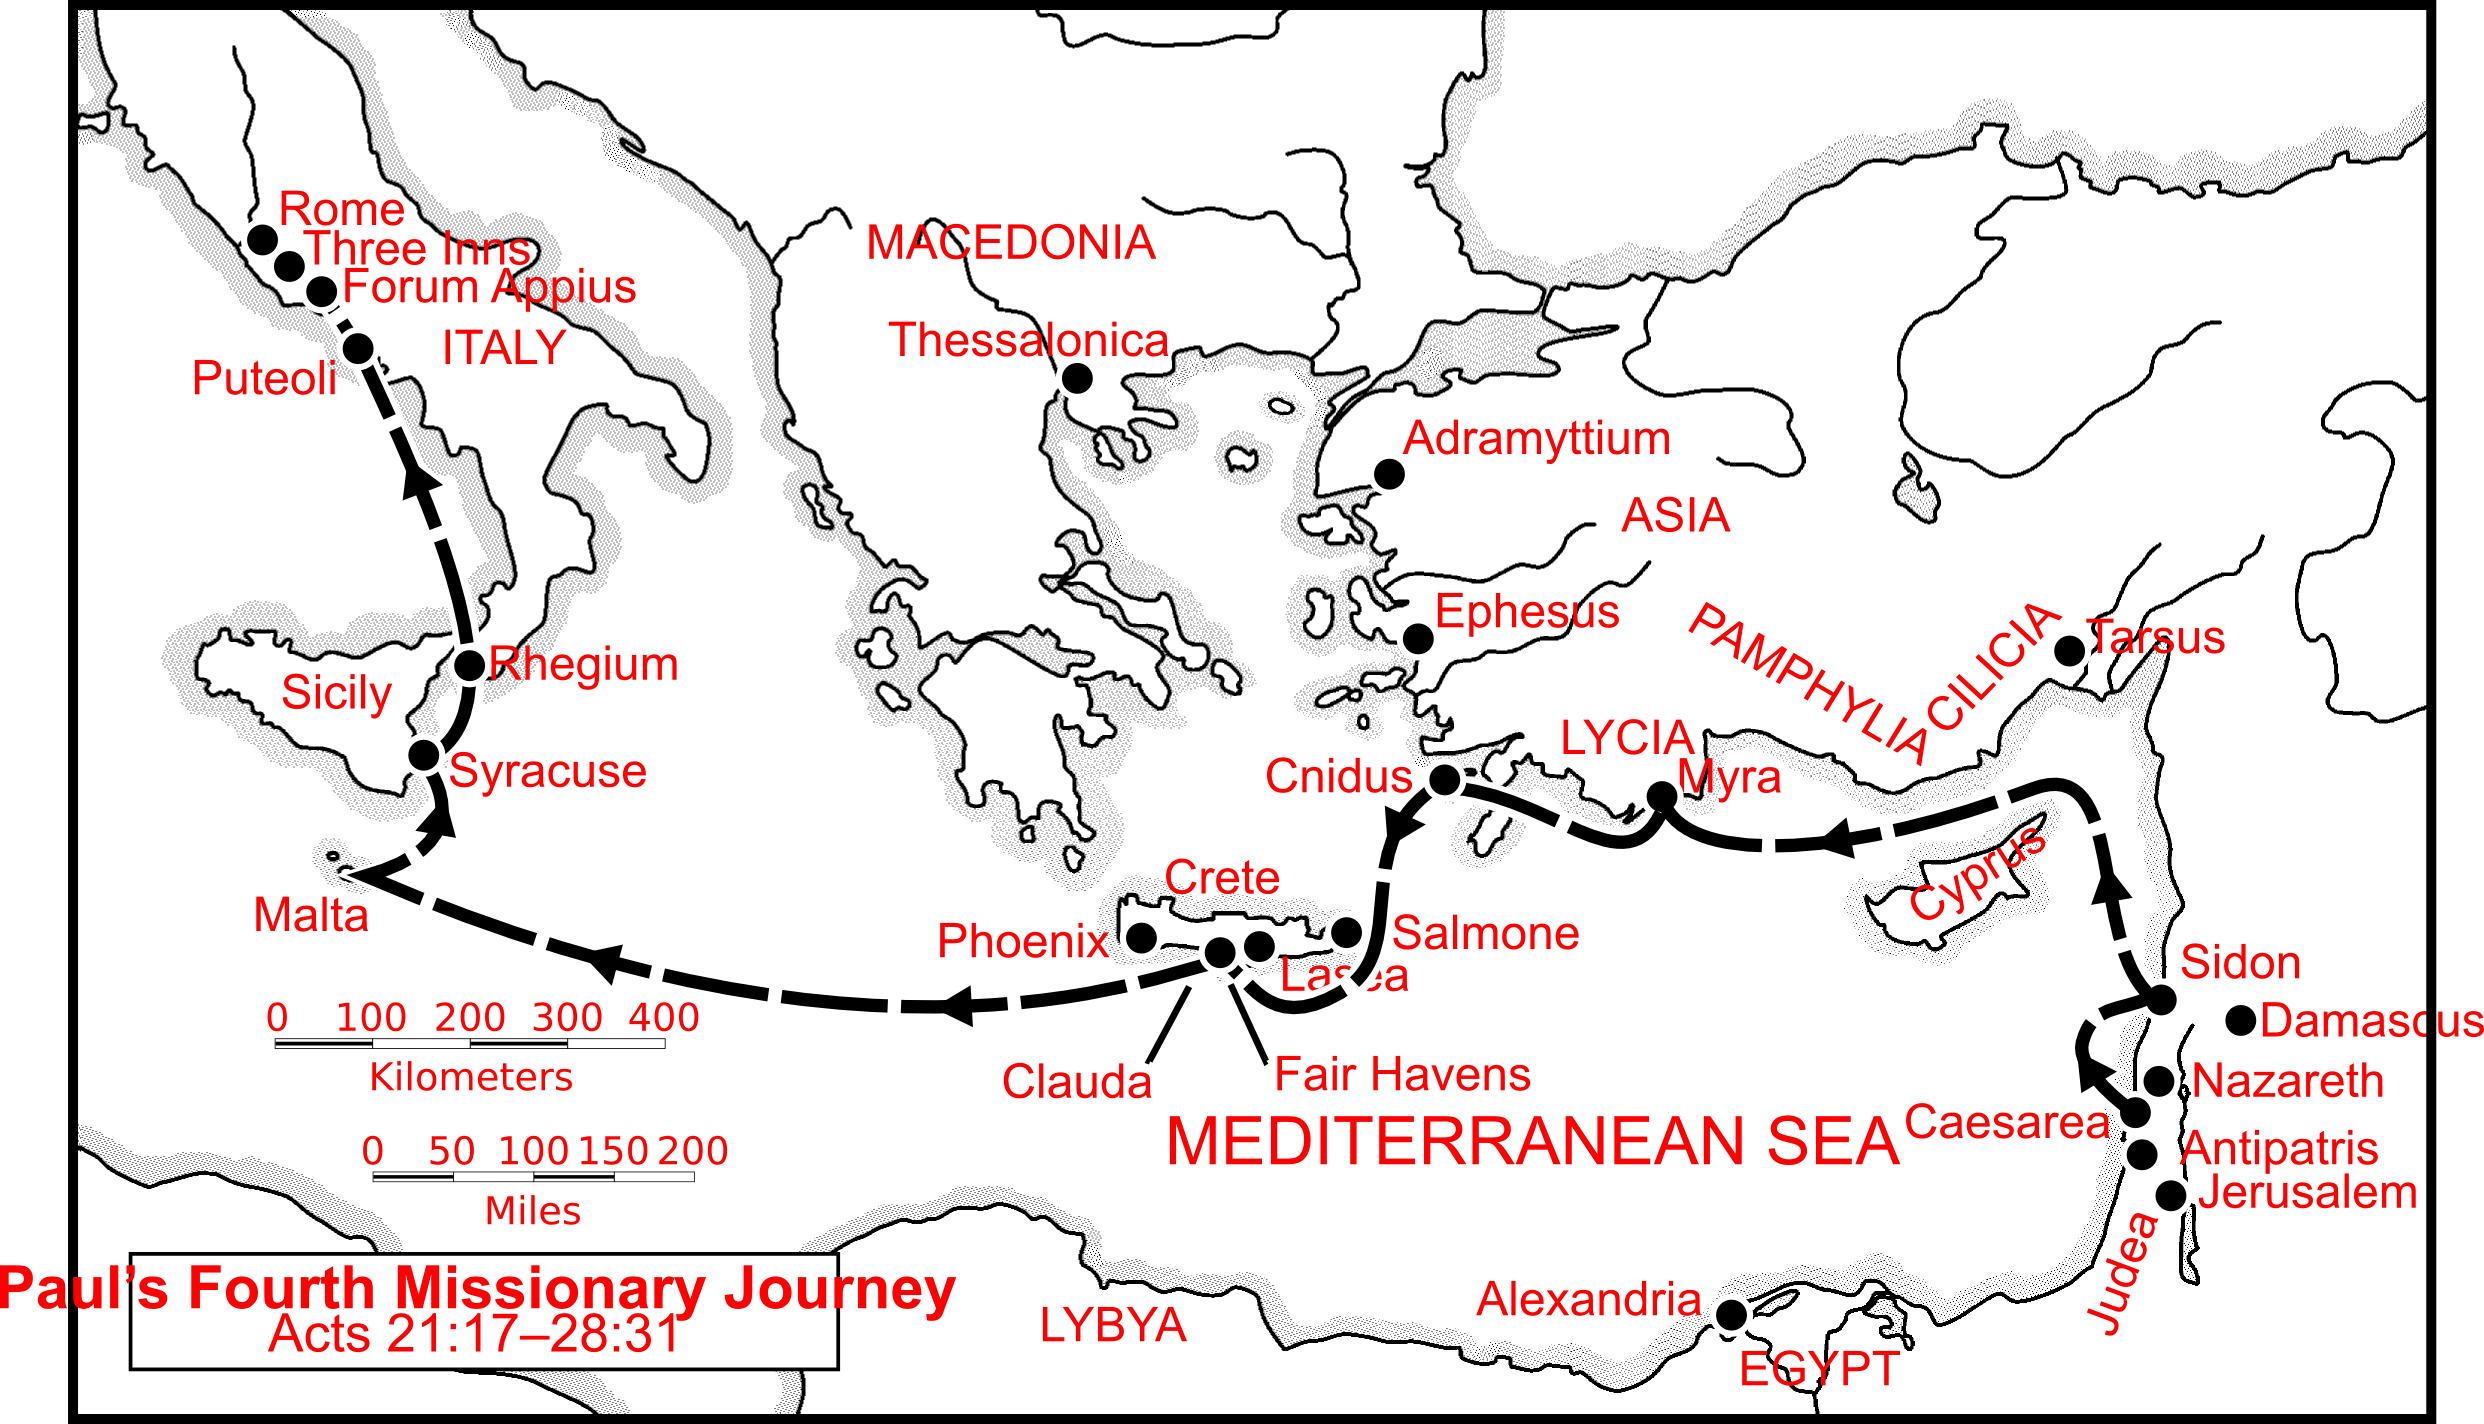 Rome
Three Inns
Forum Appius
MACEDONIA
ITALY
Thessalonica
Puteoli
Adramyttium
ASIA
Ephesus
PAMPHYLIA
CILICIA
Tarsus
Rhegium
Sicily
Syracuse
LYCIA
Cnidus
Myra
Cyprus
Crete
Malta
Phoenix
Salmone
Lasea
Sidon
Damascus
0 100 200 300 400
Kilometers
Clauda
Fair Havens
Nazareth
MEDITERRANEAN SEA
Caesarea
0 50 100 150 200
Miles
Antipatris
Jerusalem
Judea
Paul’s Fourth Missionary Journey
Acts 21:17–28:31
LYBYA
Alexandria
EGYPT